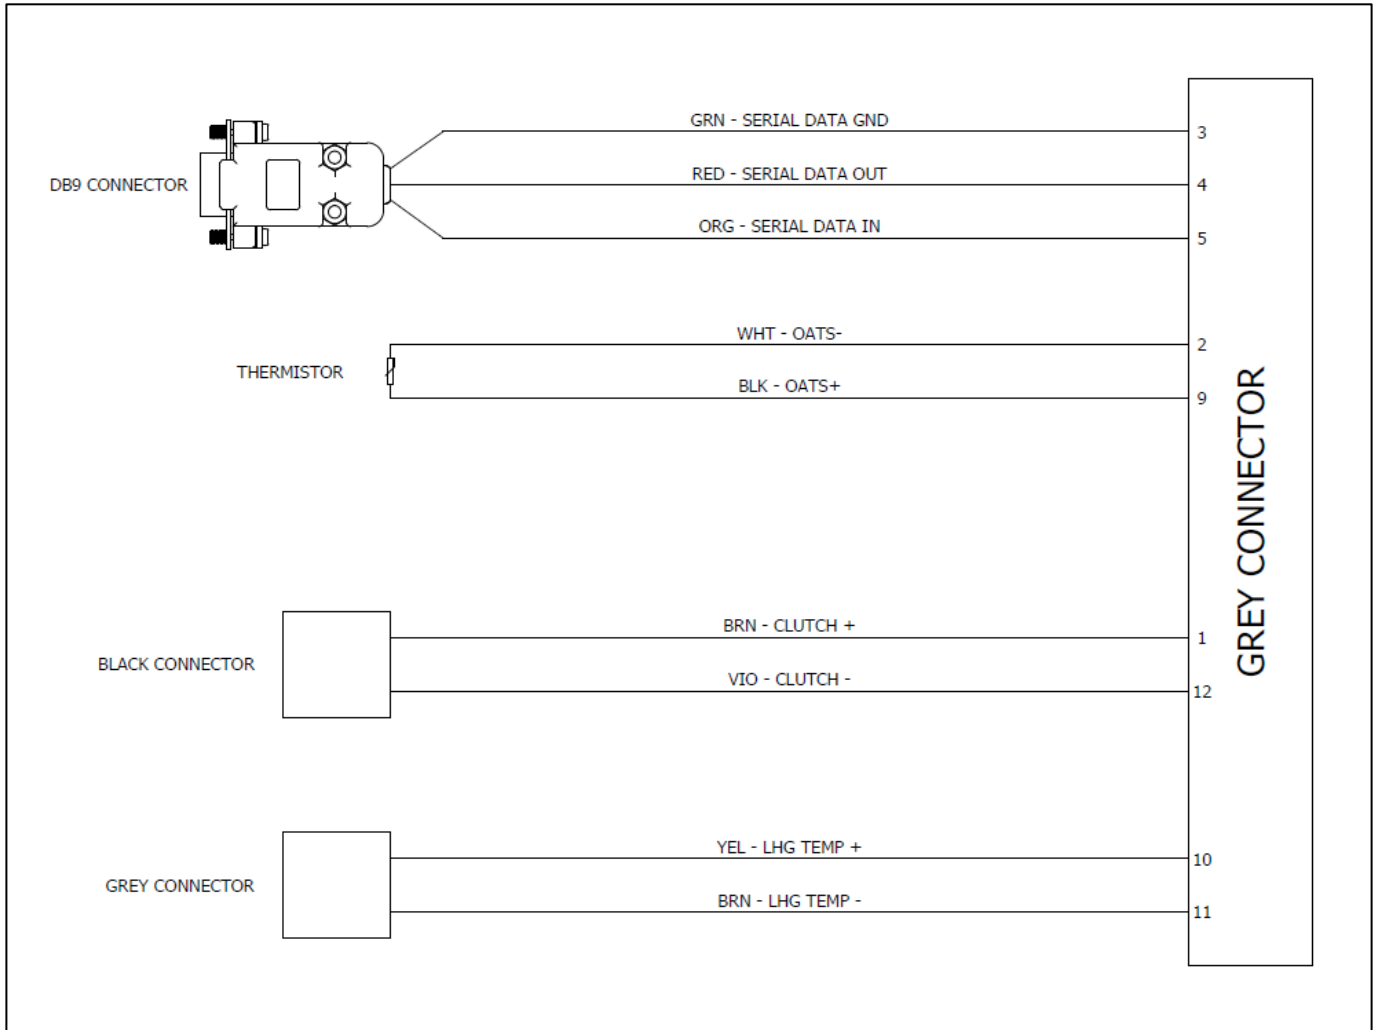 GRN - SERIAL DATA GND
3
DB9 CONNECTOR
RED - SERIAL DATA OUT
4
ORG - SERIAL DATA IN
5
WHT - OATS-
2
THERMISTOR
BLK - OATS+
9
GREY CONNECTOR
BRN - CLUTCH +
1
BLACK CONNECTOR
VIO - CLUTCH -
12
YEL - LHG TEMP +
10
GREY CONNECTOR
BRN - LHG TEMP -
11